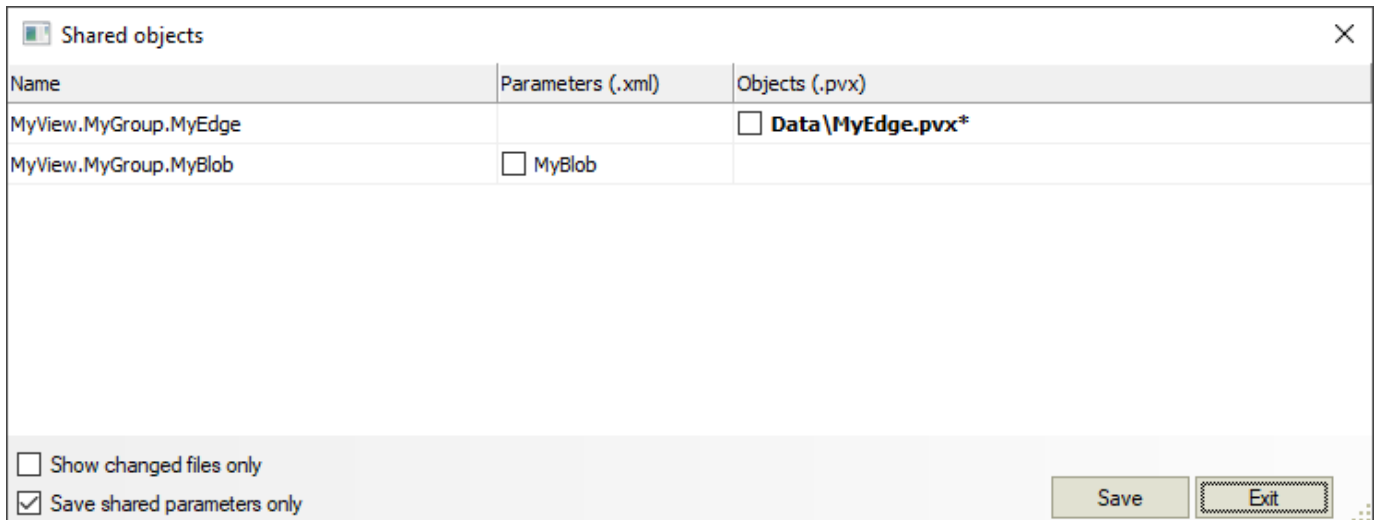 Shared objects
Name Parameters (.xml) Objects (.pvx)
MyView.MyGroup.MyEdge Data\MyEdge.pvx*
MyView.MyGroup.MyBlob MyBlob
Show changed files only
Save shared parameters only Save Exit